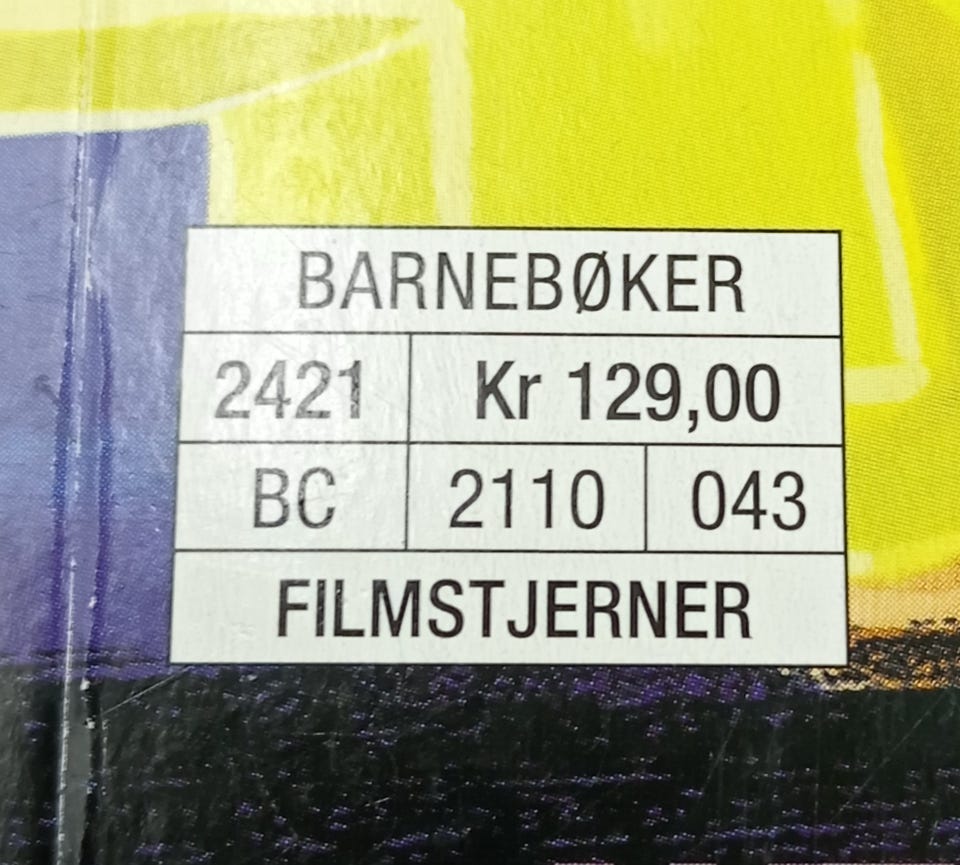 BARNEBØKER
2421 Kr 129,00
BC 2110 043
FILMSTJERNER